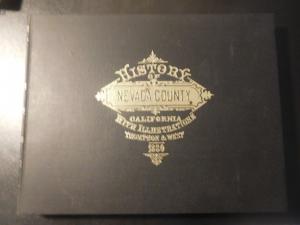 HISTORY
OF
NEVADA COUNTY
CALIFORNIA
WITH ILLUSTRATIONS
THOMPSON & WEST
1880